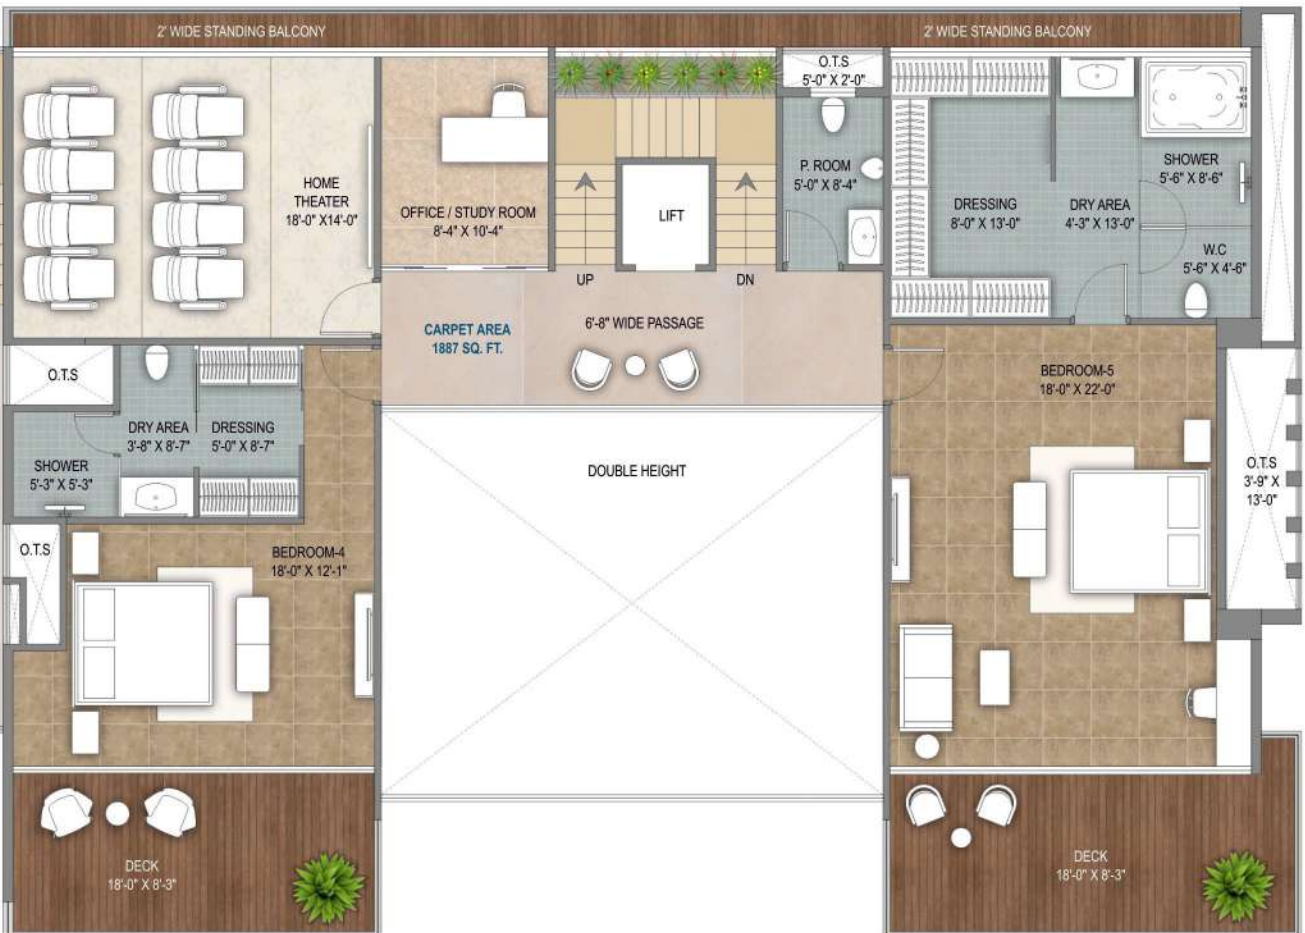 2' WIDE STANDING BALCONY
2' WIDE STANDING BALCONY
O.T.S
5'-0" X 2'-0"
HOME
THEATER
18'-0" X14'-0"
OFFICE / STUDY ROOM
8'-4" X 10'-4"
LIFT
UP
DN
P. ROOM
5'-0" X 8'-4"
DRESSING
8'-0" X 13'-0"
DRY AREA
4'-3" X 13'-0"
SHOWER
5'-6" X 8'-6"
W.C
5'-6" X 4'-6"
CARPET AREA
1887 SQ. FT.
6'-8" WIDE PASSAGE
O.T.S
DRY AREA
3'-8" X 8'-7"
DRESSING
5'-0" X 8'-7"
SHOWER
5'-3" X 5'-3"
O.T.S
BEDROOM-4
18'-0" X 12'-1"
DOUBLE HEIGHT
BEDROOM-5
18'-0" X 22'-0"
O.T.S
3'-9" X
13'-0"
DECK
18'-0" X 8'-3"
DECK
18'-0" X 8'-3"